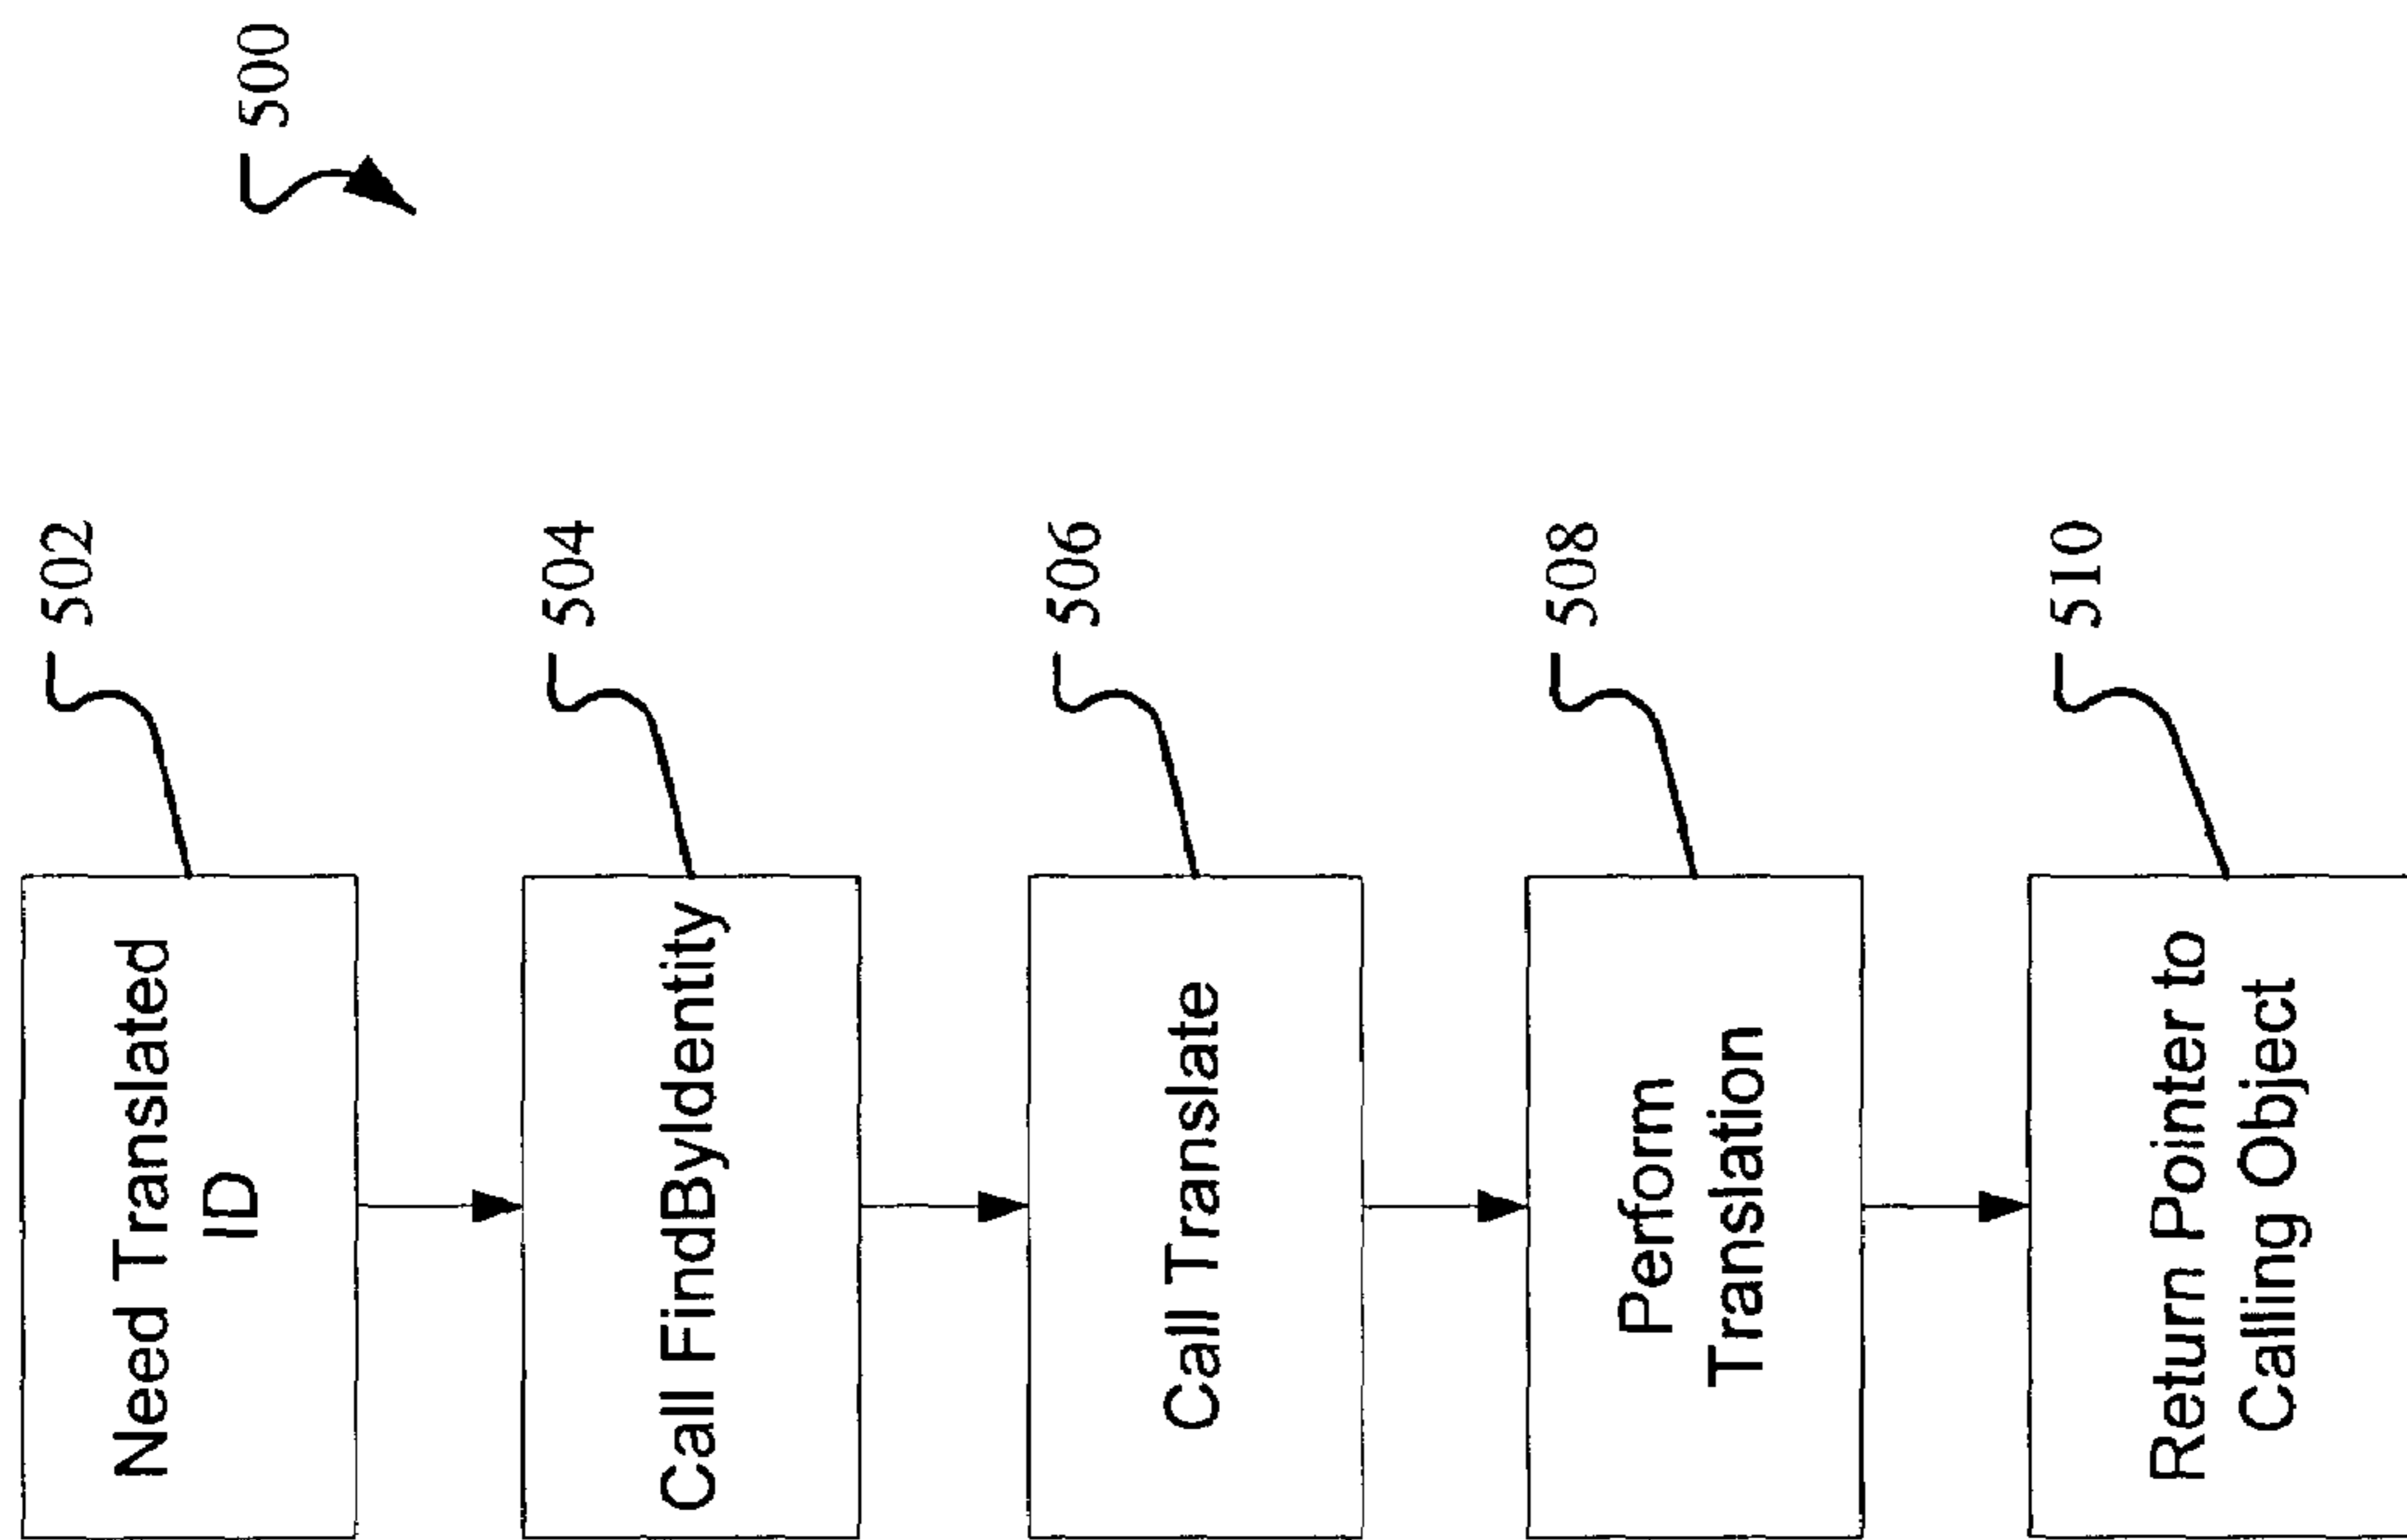 500
502
Need Translated
ID
504
Call FindByIdentity
506
Call Translate
508
Perform
Translation
510
Return Pointer to
Calling Object